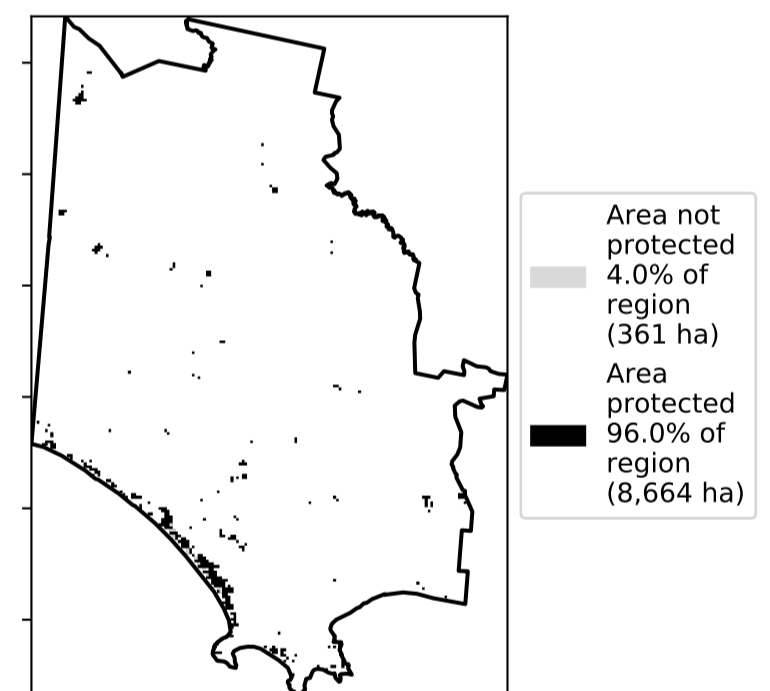 Area not
protected
4.0% of
region
(361 ha)
Area
protected
96.0% of
region
(8,664 ha)